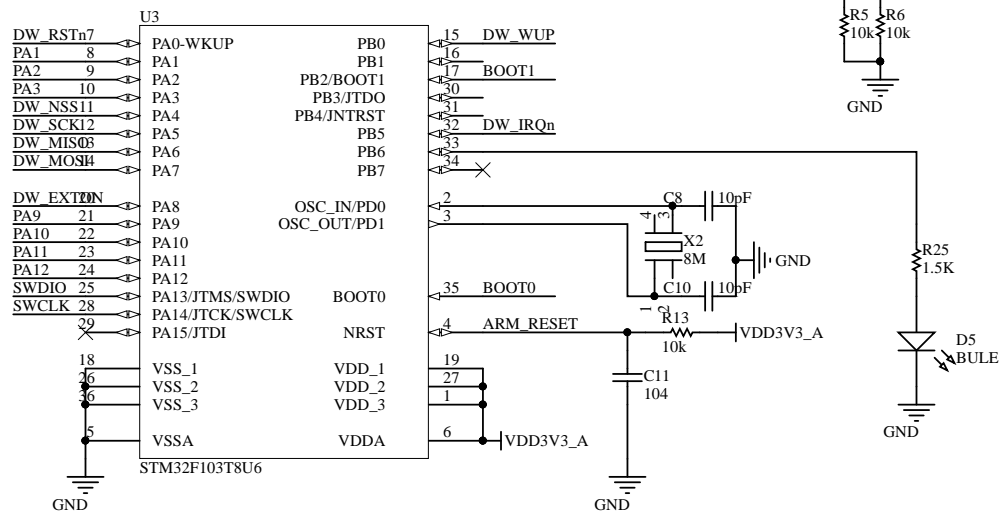 U3
R5 R6
10k 10k
GND
DW_RSTn 7 PA0-WKUP PB0 15 DW_WUP
PA1 8 PA1 PB1 16
PA2 9 PA2 PB2/BOOT1 17 BOOT1
PA3 10 PA3 PB3/JTDO 30
DW_NSS 11 PA4 PB4/JNTRST 31
DW_SCK 12 PA5 PB5 32 DW_IRQn
DW_MISO 13 PA6 PB6 33
DW_MOSI 14 PA7 PB7 34
DW_EXTON 20 PA8 OSC_IN/PD0 2 C8 10pF
PA9 21 PA9 OSC_OUT/PD1 3 4 3
PA10 22 PA10 X2 R25
PA11 23 PA11 8M GND 1.5K
PA12 24 PA12 C10 10pF
SWDIO 25 PA13/JTMS/SWDIO BOOT0 35 BOOT0 1 2
SWCLK 28 PA14/JTCK/SWCLK R13
29 PA15/JTDI NRST 4 ARM_RESET 10k VDD3V3_A
D5
BULE
18 VSS_1 VDD_1 19
26 VSS_2 VDD_2 27 C11
36 VSS_3 VDD_3 1 104
5 VSSA VDDA 6 VDD3V3_A
GND
STM32F103T8U6
GND GND